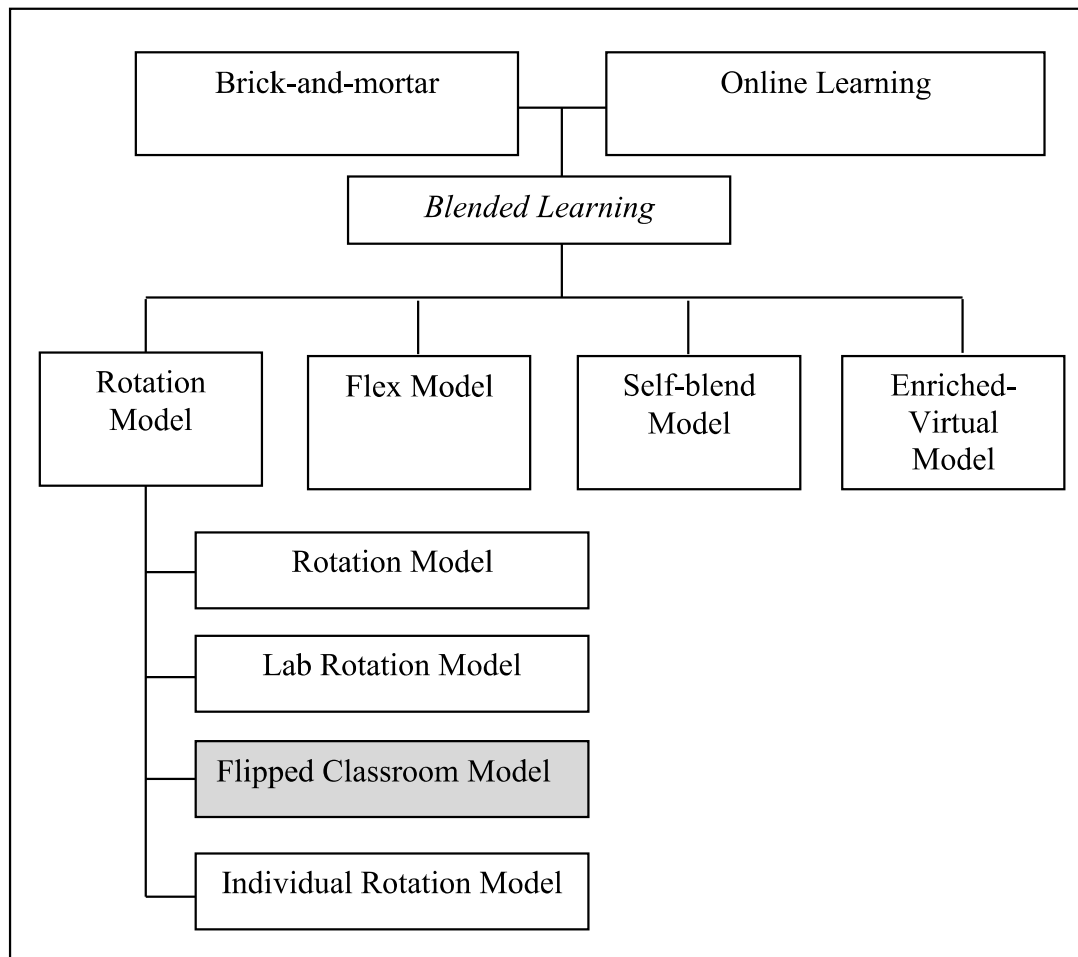 Brick-and-mortar
Online Learning
Blended Learning
Rotation
Model
Flex Model
Self-blend
Model
Enriched-
Virtual
Model
Rotation Model
Lab Rotation Model
Flipped Classroom Model
Individual Rotation Model